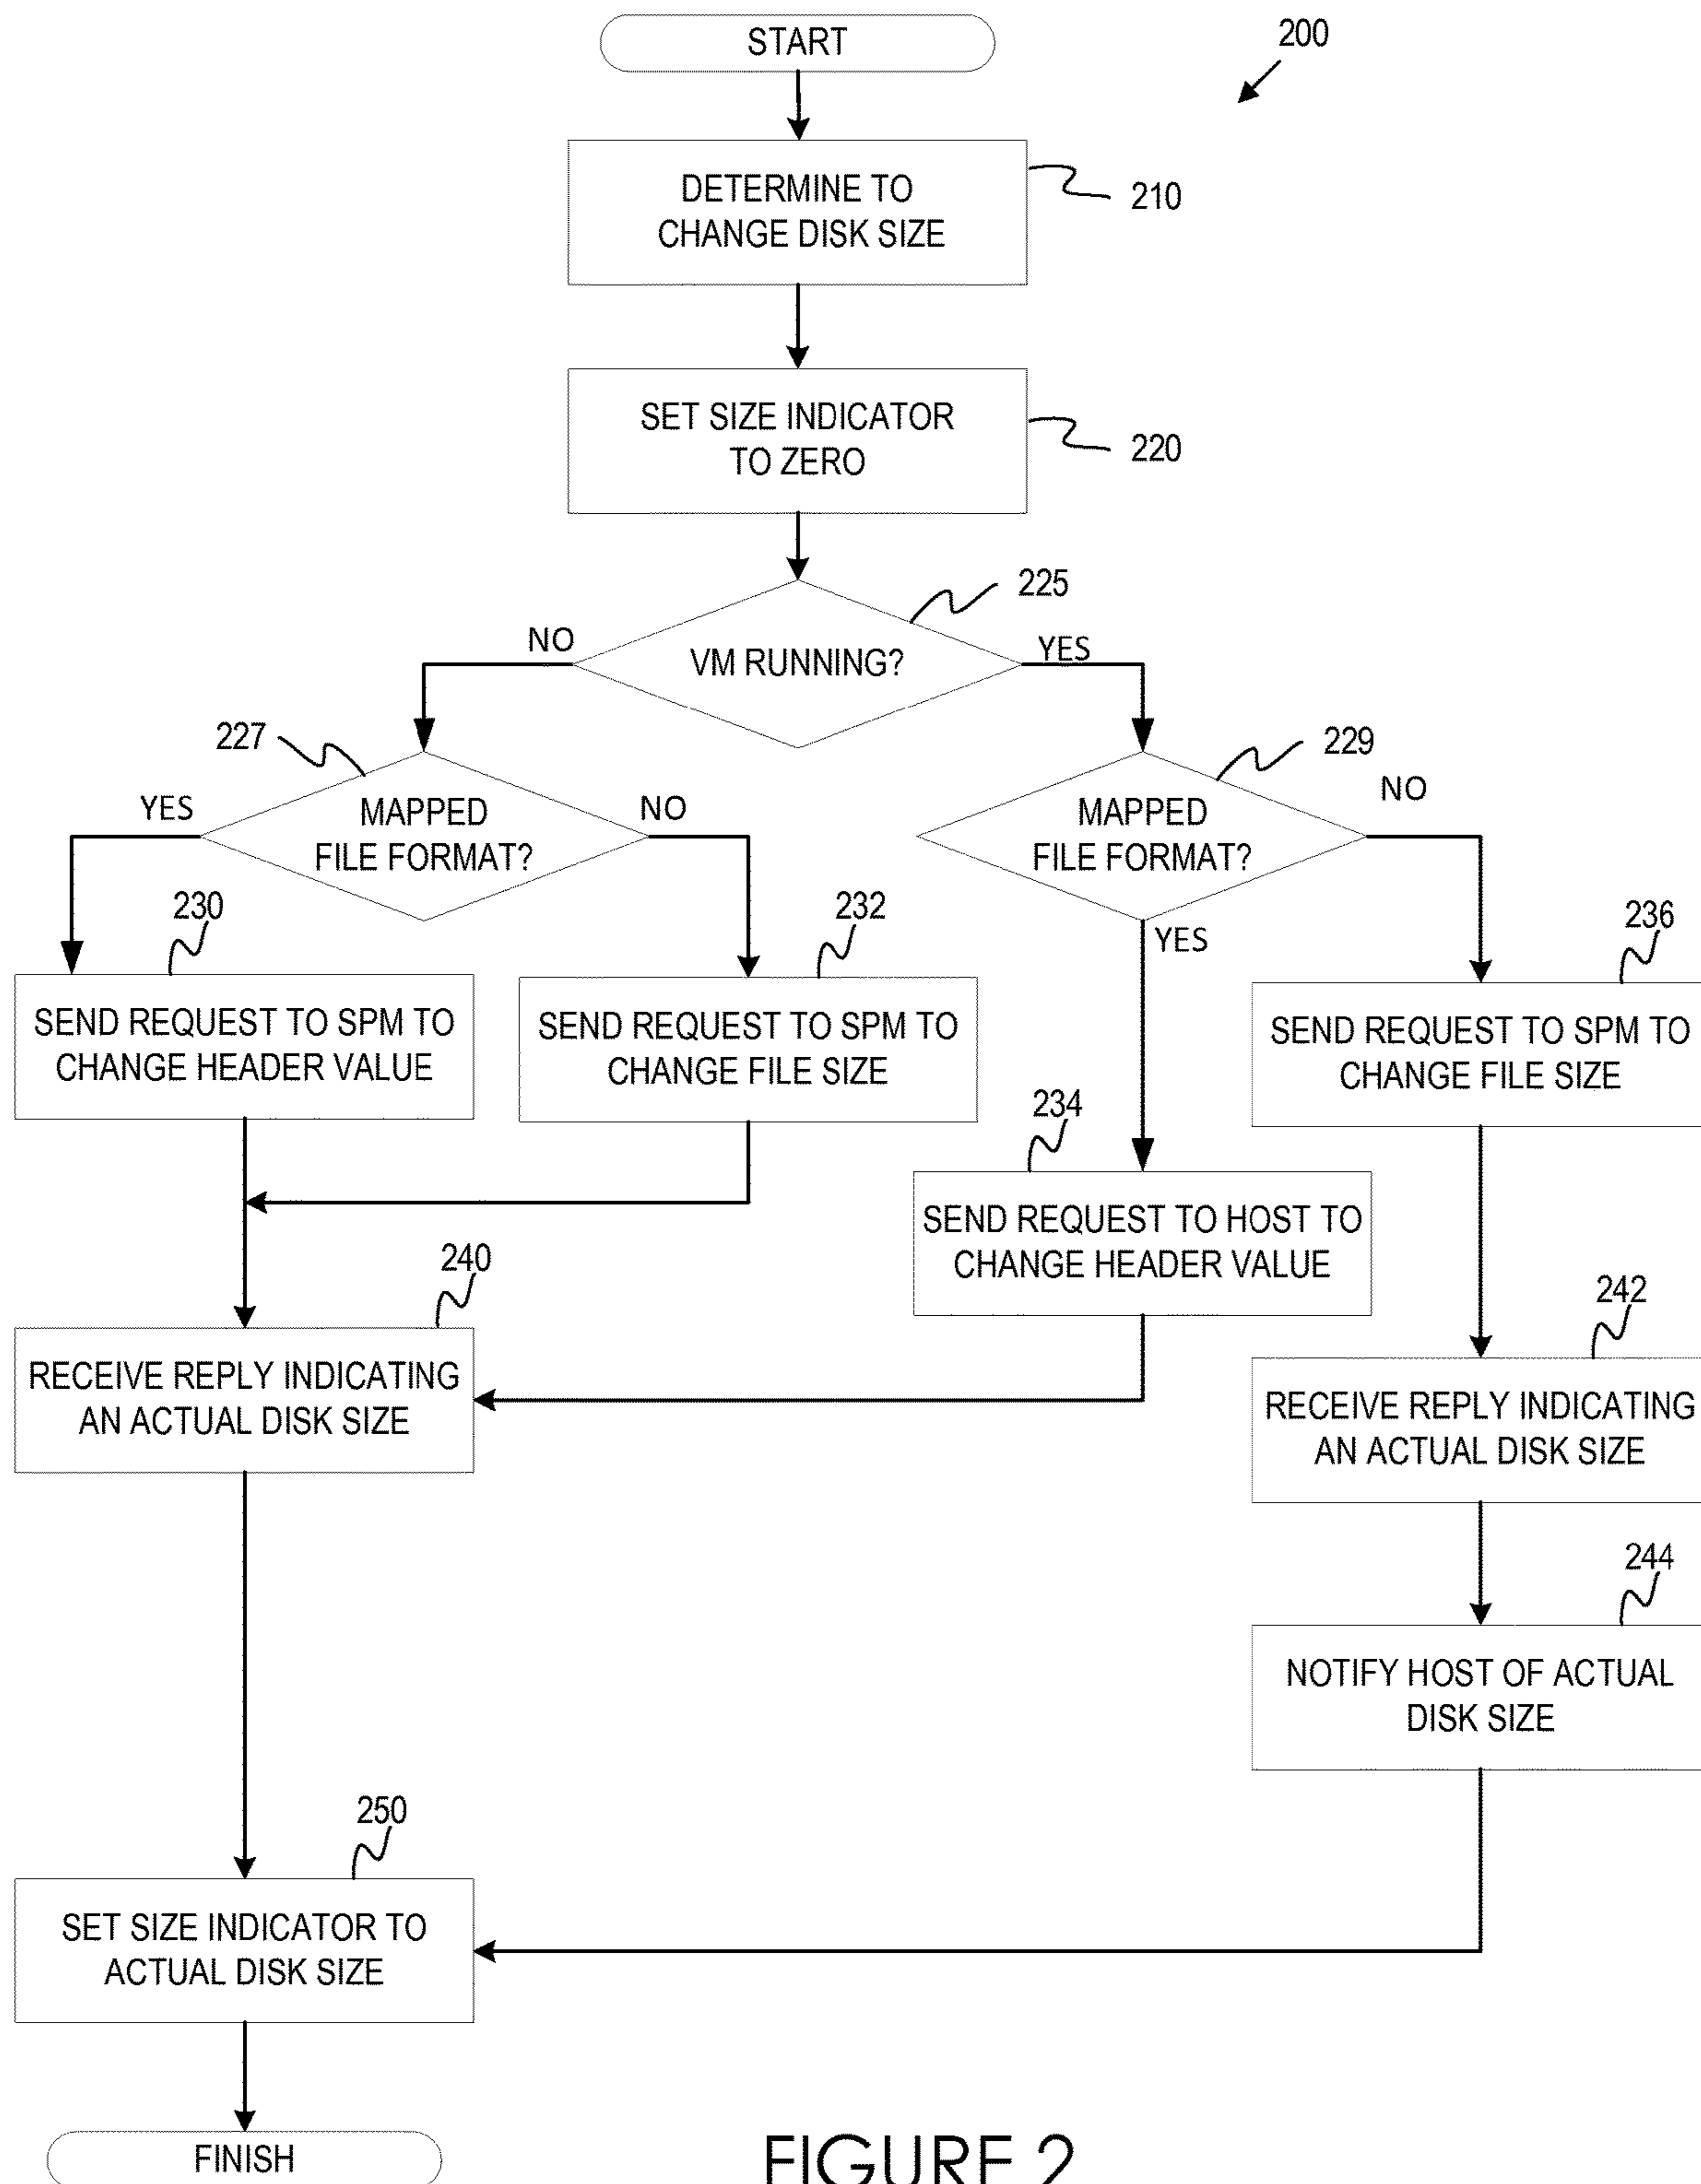 START
200
DETERMINE TO
CHANGE DISK SIZE
210
SET SIZE INDICATOR
TO ZERO
220
225
NO
VM RUNNING?
YES
227
229
YES
MAPPED
FILE FORMAT?
NO
MAPPED
FILE FORMAT?
NO
YES
230
232
236
SEND REQUEST TO SPM TO
CHANGE HEADER VALUE
SEND REQUEST TO SPM TO
CHANGE FILE SIZE
SEND REQUEST TO SPM TO
CHANGE FILE SIZE
234
SEND REQUEST TO HOST TO
CHANGE HEADER VALUE
240
242
RECEIVE REPLY INDICATING
AN ACTUAL DISK SIZE
RECEIVE REPLY INDICATING
AN ACTUAL DISK SIZE
244
NOTIFY HOST OF ACTUAL
DISK SIZE
250
SET SIZE INDICATOR TO
ACTUAL DISK SIZE
FINISH
FIGURE 2